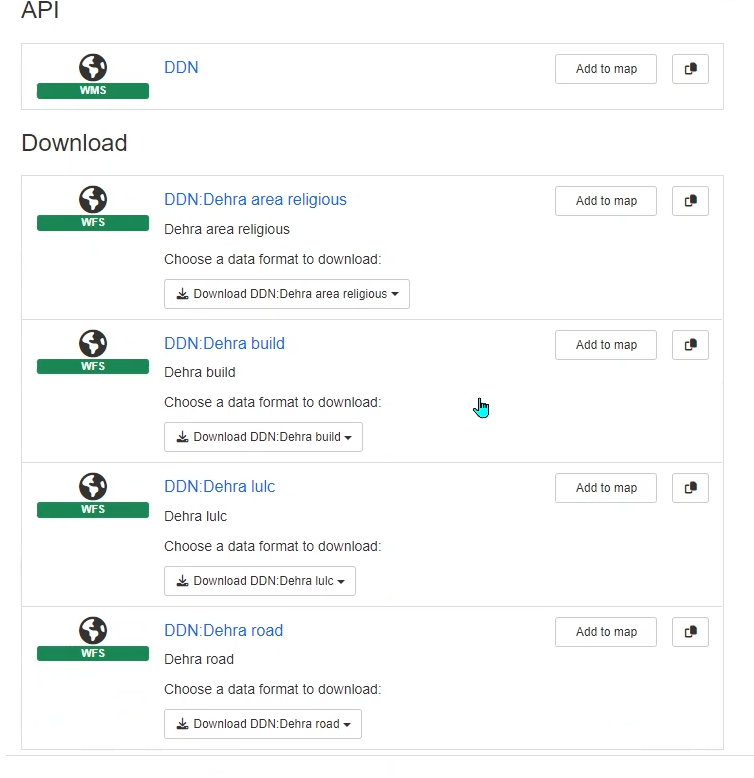 API
DDN
Add to map
WMS
Download
DDN:Dehra area religious
Add to map
WFS
Dehra area religious
Choose a data format to download:
Download DDN:Dehra area religious
DDN:Dehra build
Add to map
WFS
Dehra build
Choose a data format to download:
Download DDN:Dehra build
DDN:Dehra lulc
Add to map
WFS
Dehra lulc
Choose a data format to download:
Download DDN:Dehra lulc
DDN:Dehra road
Add to map
WFS
Dehra road
Choose a data format to download:
Download DDN:Dehra road